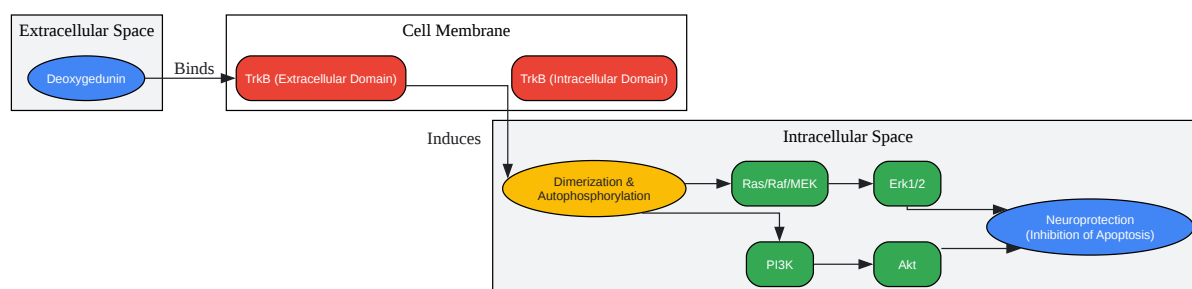 Extracellular Space
Cell Membrane
Deoxygedunin
Binds
TrkB (Extracellular Domain)
TrkB (Intracellular Domain)
Induces
Intracellular Space
Dimerization &
Autophosphorylation
Ras/Raf/MEK
Erk1/2
PI3K
Akt
Neuroprotection
(Inhibition of Apoptosis)